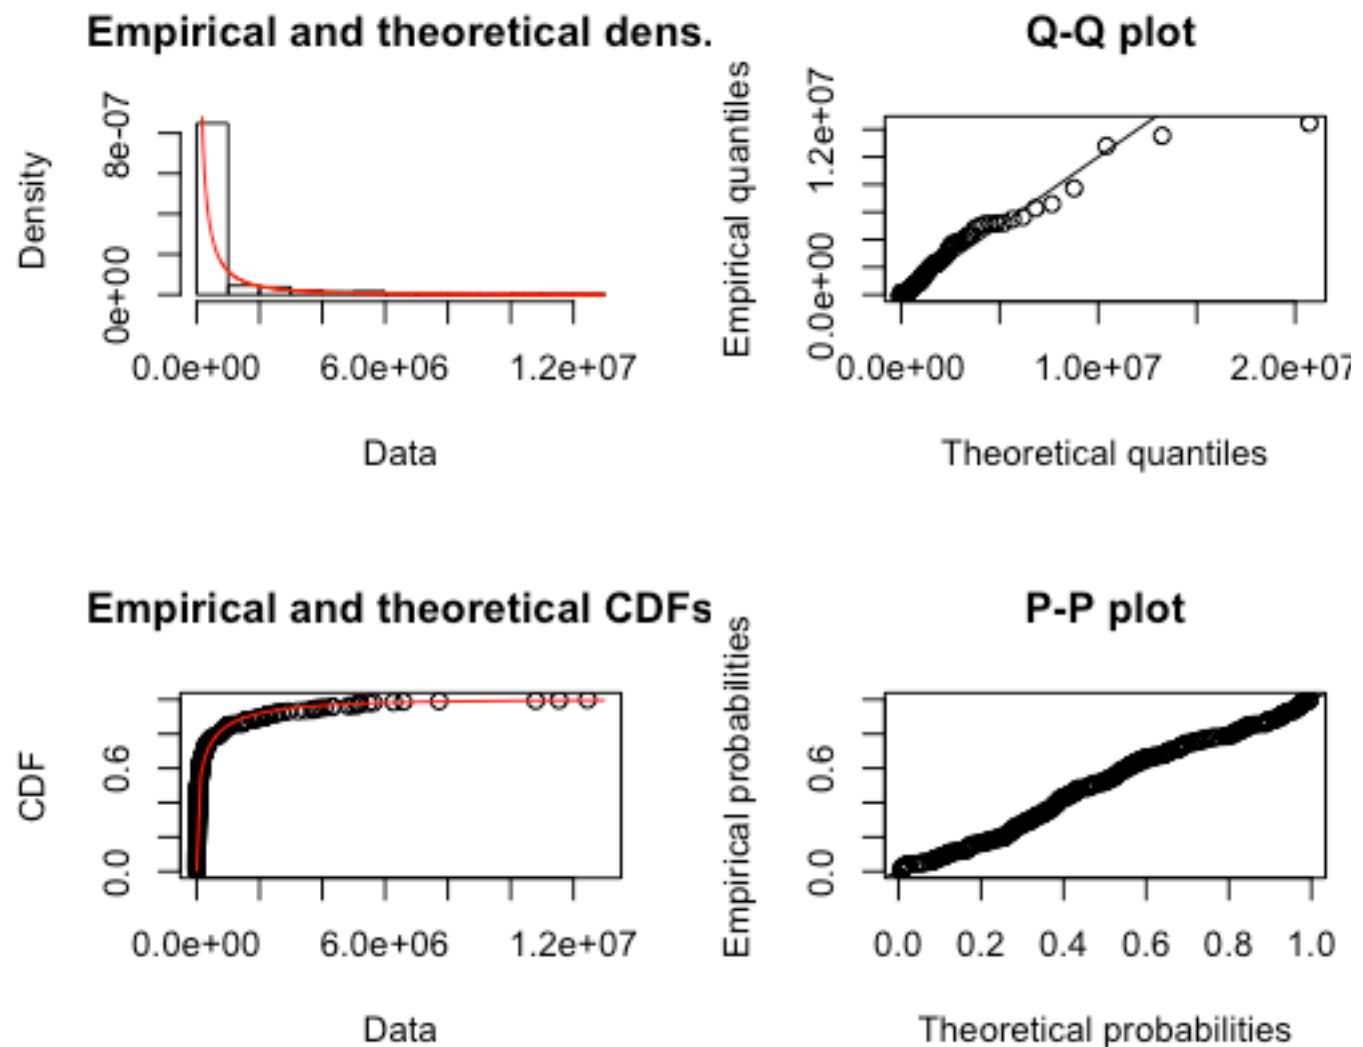 Empirical and theoretical dens.
Density
0e+00 8e-07
0.0e+00 6.0e+06 1.2e+07
Data
Q-Q plot
Empirical quantiles
0.0e+00 1.2e+07
0.0e+00 1.0e+07 2.0e+07
Theoretical quantiles
Empirical and theoretical CDFs
CDF
0.0 0.6
0.0e+00 6.0e+06 1.2e+07
Data
P-P plot
Empirical probabilities
0.0 0.6
0.0 0.2 0.4 0.6 0.8 1.0
Theoretical probabilities